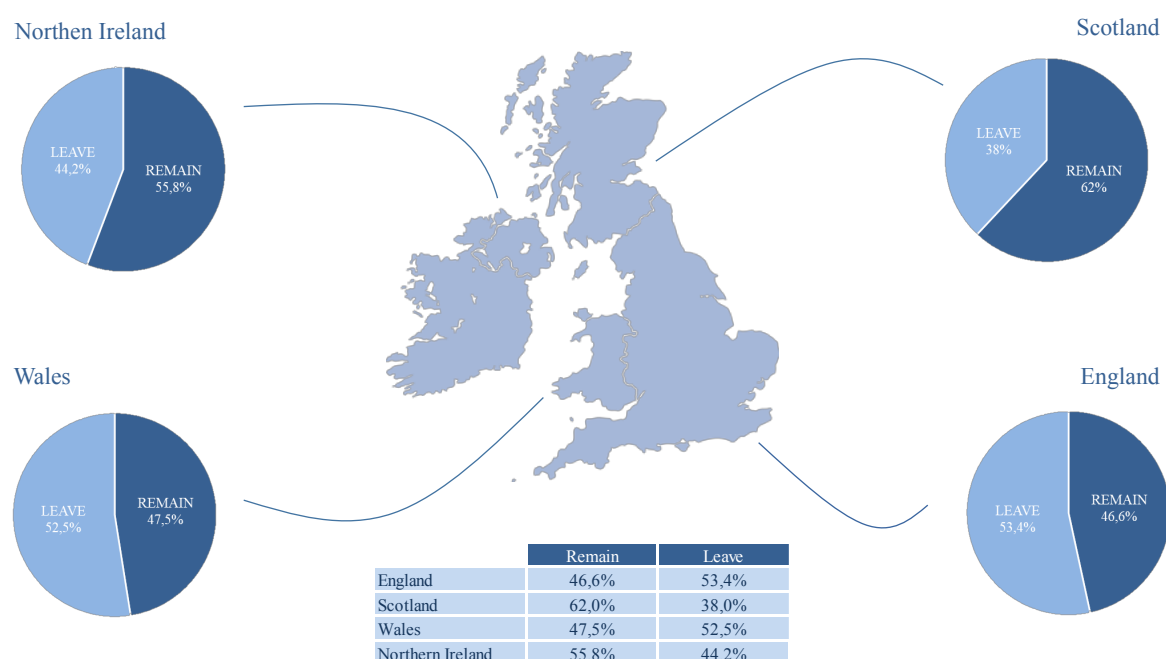 Northen Ireland
LEAVE
44,2%
REMAIN
55,8%
Scotland
LEAVE
38%
REMAIN
62%
Wales
LEAVE
52,5%
REMAIN
47,5%
England
LEAVE
53,4%
REMAIN
46,6%
Remain Leave
England 46,6% 53,4%
Scotland 62,0% 38,0%
Wales 47,5% 52,5%
Northern Ireland 55,8% 44,2%